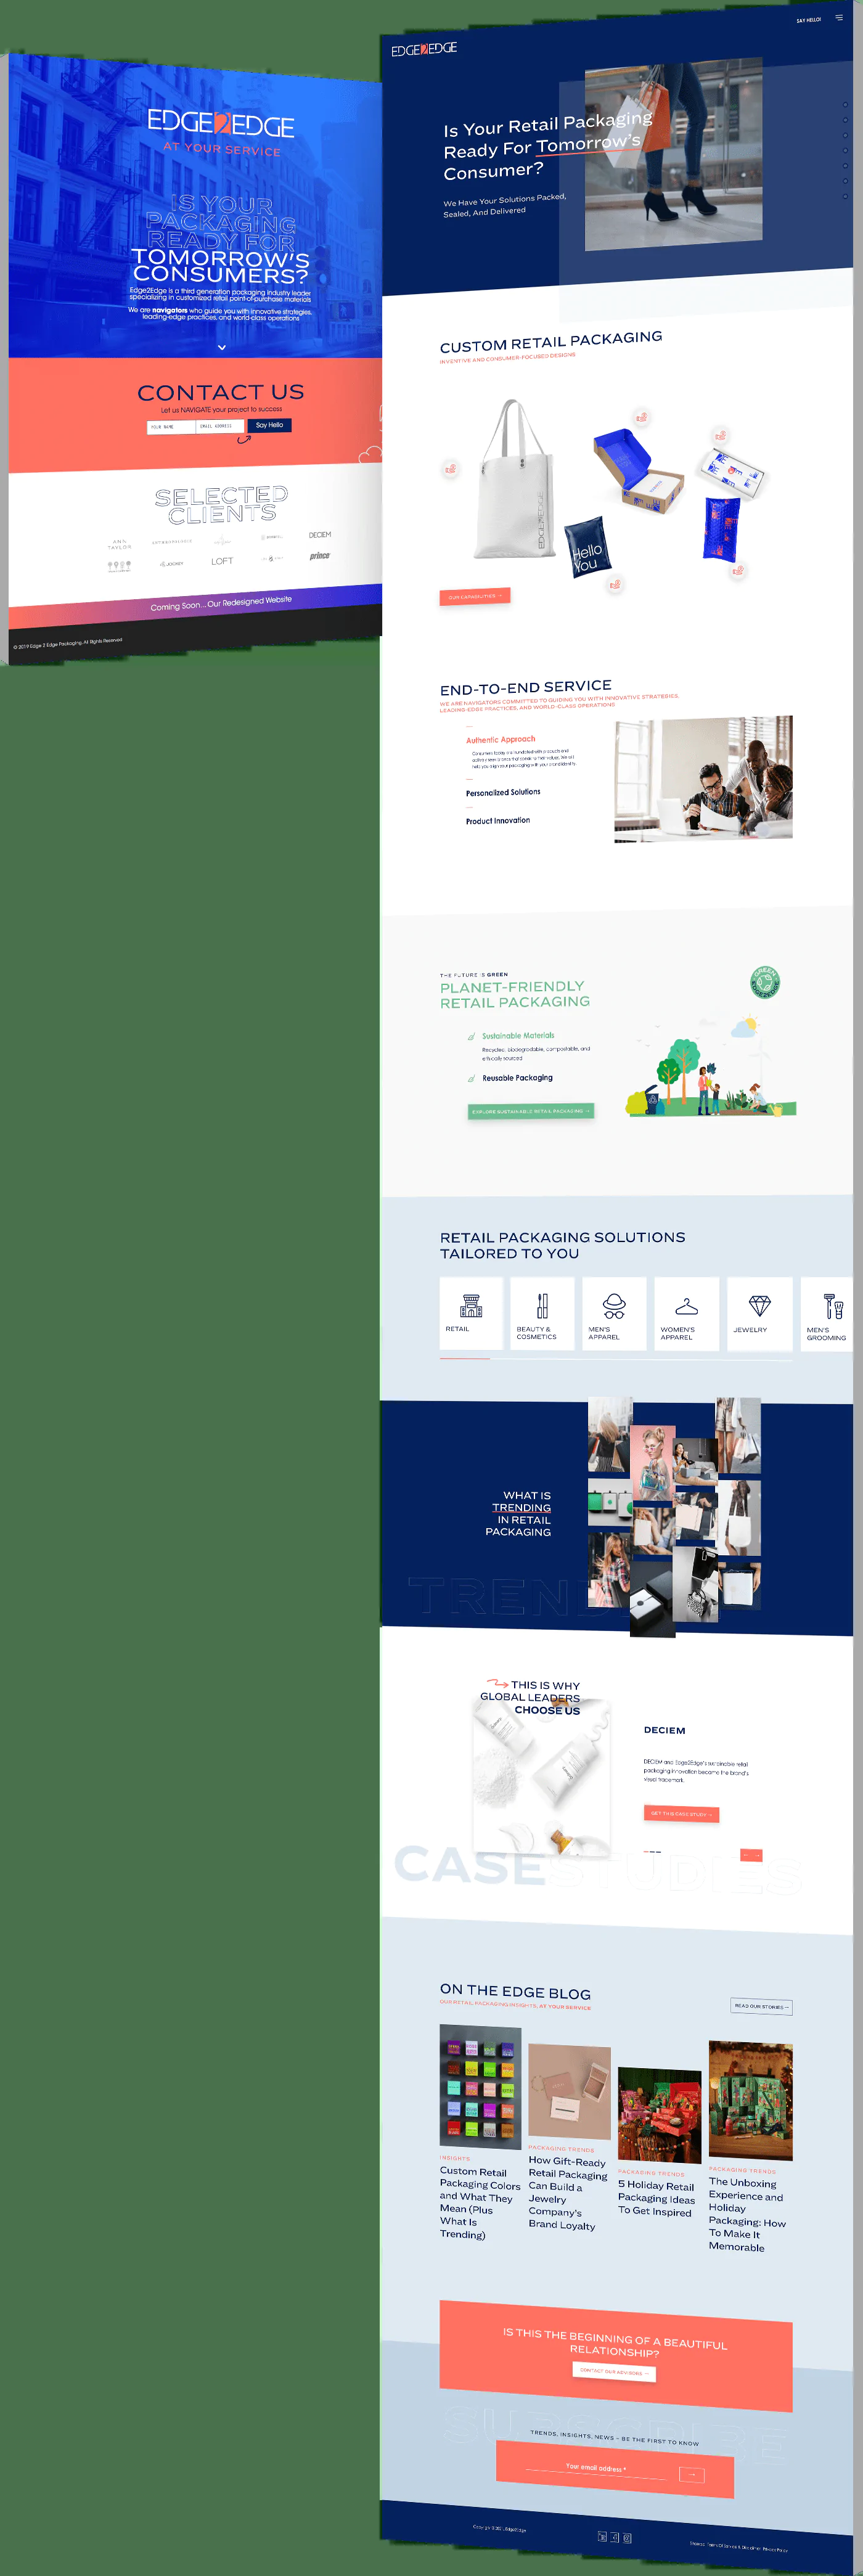 EDGE2EDGE
AT YOUR SERVICE
IS YOUR
PACKAGING
READY FOR
TOMORROW'S
CONSUMERS?
Edge2Edge is a third generation packaging industry leader
specializing in customized retail point-of-purchase materials
We are navigators who guide you with innovative strategies,
leading-edge practices, and world-class operations
CONTACT US
Let us NAVIGATE your project to success
YOUR NAME
EMAIL ADDRESS
Say Hello
SELECTED
CLIENTS
ANN
TAYLOR
DECIEM
LOFT
prince
Coming Soon... Our Redesigned Website
© 2019 Edge 2 Edge Packaging. All Rights Reserved
SAY HELLO!
EDGE2EDGE
Is Your Retail Packaging
Ready For Tomorrow's
Consumer?
We Have Your Solutions Packed,
Sealed, And Delivered
CUSTOM RETAIL PACKAGING
INVENTIVE AND CONSUMER-FOCUSED DESIGNS
EDGE2EDGE
Hello
You
OUR CAPABILITIES →
END-TO-END SERVICE
WE ARE NAVIGATORS COMMITTED TO GUIDING YOU WITH INNOVATIVE STRATEGIES,
LEADING-EDGE PRACTICES, AND WORLD-CLASS OPERATIONS
Authentic Approach
Personalized Solutions
Product Innovation
THE FUTURE IS GREEN
PLANET-FRIENDLY
RETAIL PACKAGING
GREEN
EDGE2EDGE
Sustainable Materials
Recycled, biodegradable, compostable, and
ethically sourced
Reusable Packaging
EXPLORE SUSTAINABLE RETAIL PACKAGING →
RETAIL PACKAGING SOLUTIONS
TAILORED TO YOU
RETAIL
BEAUTY &
COSMETICS
MEN'S
APPAREL
WOMEN'S
APPAREL
JEWELRY
MEN'S
GROOMING
WHAT IS
TRENDING
IN RETAIL
PACKAGING
TREND
THIS IS WHY
GLOBAL LEADERS
CHOOSE US
DECIEM
DECIEM and Edge2Edge's sustainable retail
packaging innovation became the brand's
visual trademark.
GET THIS CASE STUDY →
CASE STUDIES
ON THE EDGE BLOG
OUR RETAIL PACKAGING INSIGHTS, AT YOUR SERVICE
READ OUR STORIES →
INSIGHTS
Custom Retail
Packaging Colors
and What They
Mean (Plus
What Is
Trending)
PACKAGING TRENDS
How Gift-Ready
Retail Packaging
Can Build a
Jewelry
Company's
Brand Loyalty
PACKAGING TRENDS
5 Holiday Retail
Packaging Ideas
To Get Inspired
PACKAGING TRENDS
The Unboxing
Experience and
Holiday
Packaging: How
To Make It
Memorable
IS THIS THE BEGINNING OF A BEAUTIFUL
RELATIONSHIP?
CONTACT OUR ADVISORS →
SUBSCRIBE
TRENDS, INSIGHTS, NEWS – BE THE FIRST TO KNOW
Your email address *
→